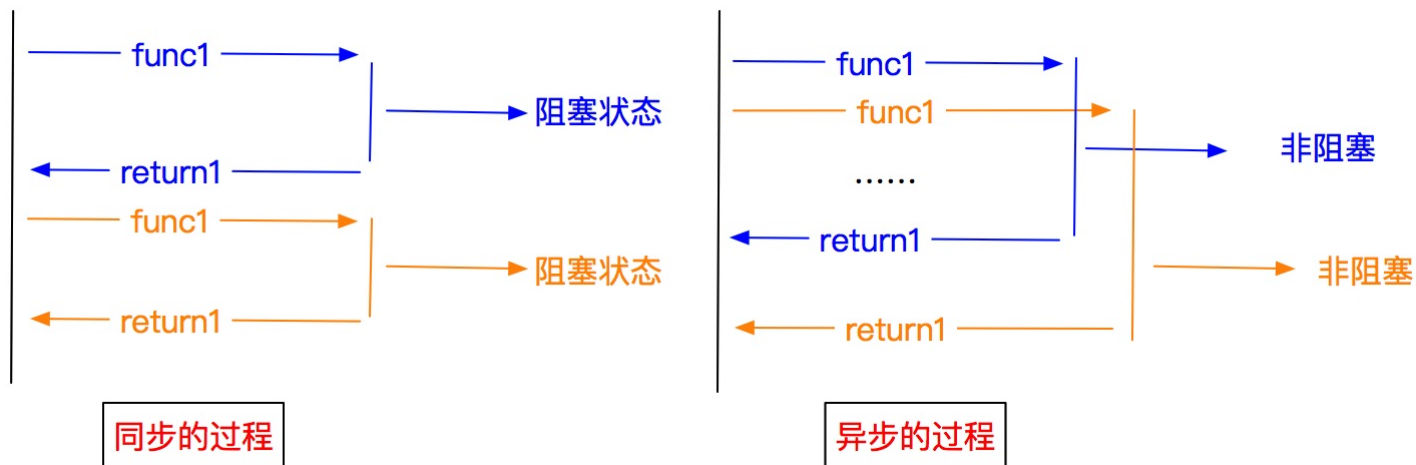 func1
阻塞状态
return1
func1
阻塞状态
return1
同步的过程
func1
func1
非阻塞
......
return1
非阻塞
return1
异步的过程